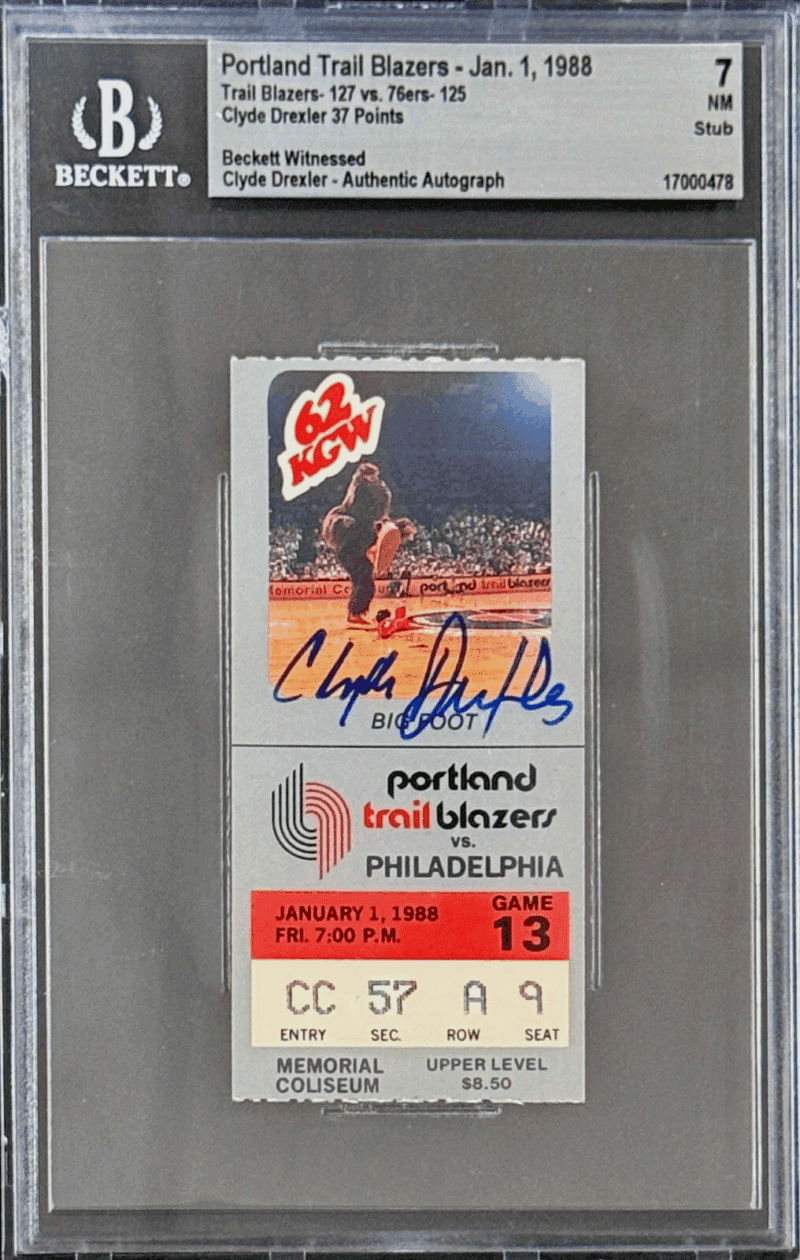 Portland Trail Blazers - Jan. 1, 1988
7
Trail Blazers- 127 vs. 76ers- 125
NM
Clyde Drexler 37 Points
Stub
Beckett Witnessed
Clyde Drexler - Authentic Autograph
17000478
B
BECKETT®
62
KGW
portland trail blazers
Clyde Drexler
BIG FOOT
portland
trail blazers
vs.
PHILADELPHIA
JANUARY 1, 1988
FRI. 7:00 P.M.
GAME
13
CC 57 A 9
ENTRY SEC. ROW SEAT
MEMORIAL
COLISEUM
UPPER LEVEL
$8.50